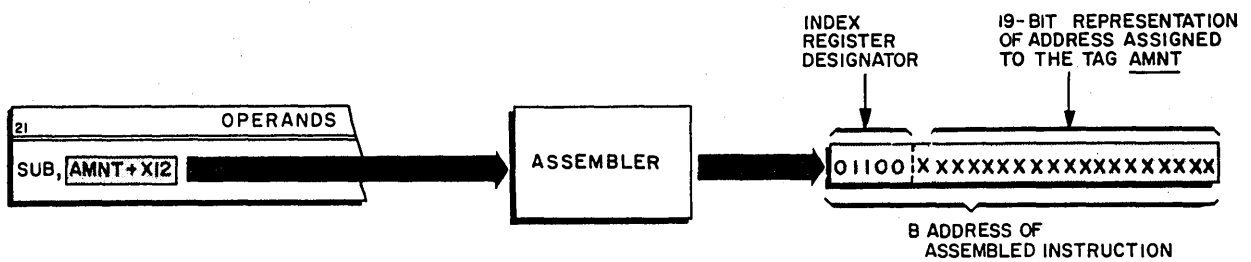 INDEX
REGISTER
DESIGNATOR
19-BIT REPRESENTATION
OF ADDRESS ASSIGNED
TO THE TAG AMNT
21 OPERANDS
SUB, AMNT+X12
ASSEMBLER
01100 X XXXXXXXXXXXXXXXXXX
B ADDRESS OF
ASSEMBLED INSTRUCTION